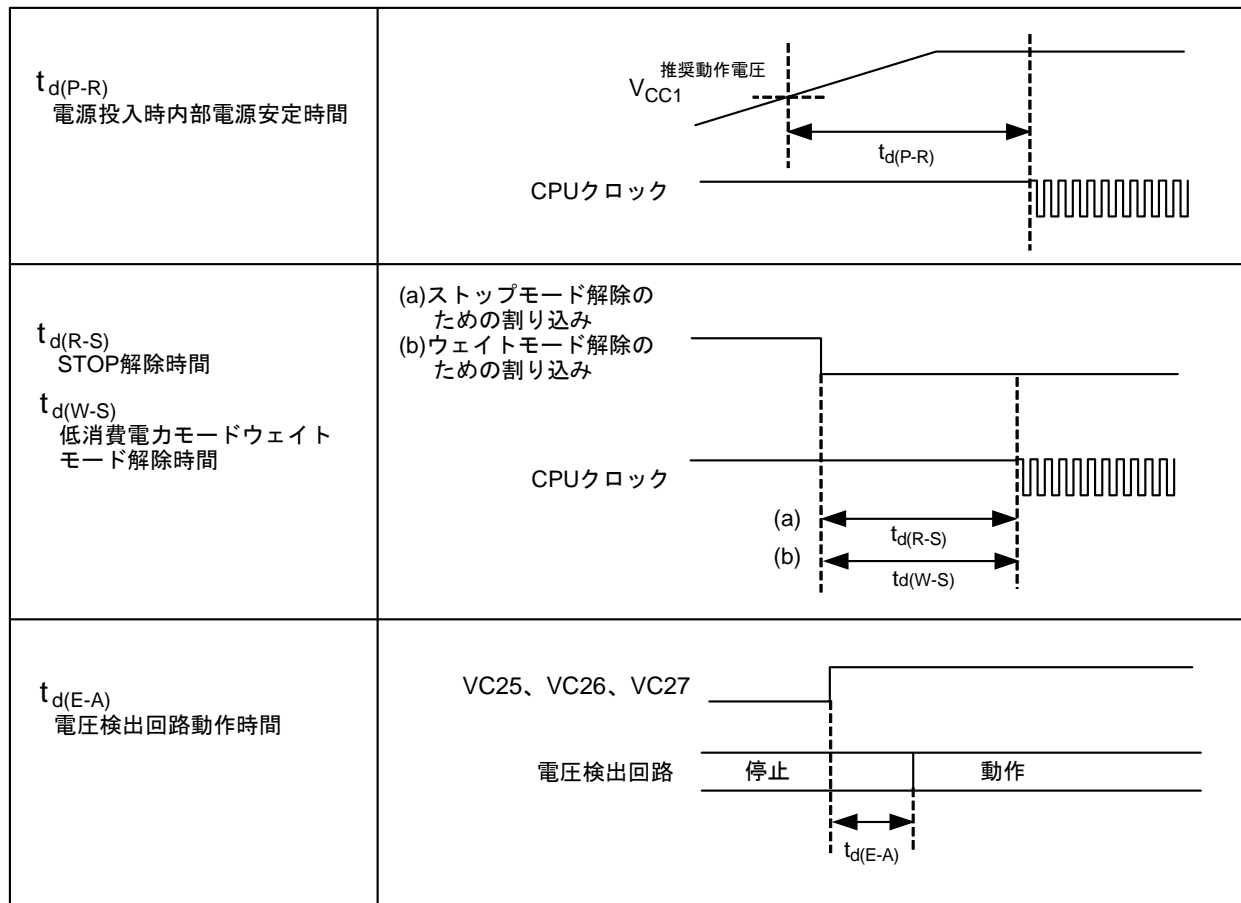 td(P-R)
電源投入時内部電源安定時間
推奨動作電圧
VCC1
td(P-R)
CPUクロック
td(R-S)
STOP解除時間
td(W-S)
低消費電力モードウェイト
モード解除時間
(a)ストップモード解除の
ための割り込み
(b)ウェイトモード解除の
ための割り込み
CPUクロック
(a)
td(R-S)
(b)
td(W-S)
td(E-A)
電圧検出回路動作時間
VC25、VC26、VC27
電圧検出回路 停止 動作
td(E-A)